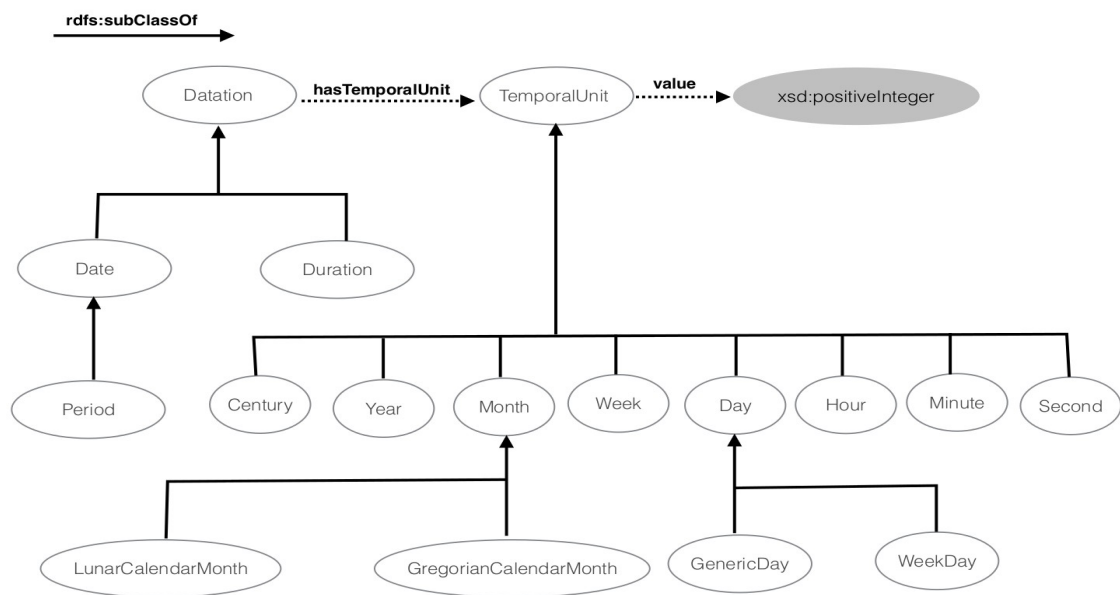 rdfs:subClassOf
Datation
hasTemporalUnit
TemporalUnit
value
xsd:positiveInteger
Date
Duration
Period
Century
Year
Month
Week
Day
Hour
Minute
Second
LunarCalendarMonth
GregorianCalendarMonth
GenericDay
WeekDay